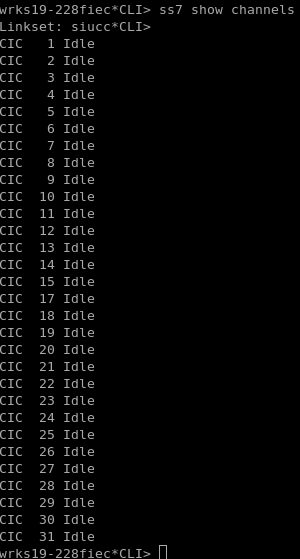 wrks19-228fiec*CLI> ss7 show channels
Linkset: siucc*CLI>
CIC   1 Idle
CIC   2 Idle
CIC   3 Idle
CIC   4 Idle
CIC   5 Idle
CIC   6 Idle
CIC   7 Idle
CIC   8 Idle
CIC   9 Idle
CIC  10 Idle
CIC  11 Idle
CIC  12 Idle
CIC  13 Idle
CIC  14 Idle
CIC  15 Idle
CIC  17 Idle
CIC  18 Idle
CIC  19 Idle
CIC  20 Idle
CIC  21 Idle
CIC  22 Idle
CIC  23 Idle
CIC  24 Idle
CIC  25 Idle
CIC  26 Idle
CIC  27 Idle
CIC  28 Idle
CIC  29 Idle
CIC  30 Idle
CIC  31 Idle
wrks19-228fiec*CLI>